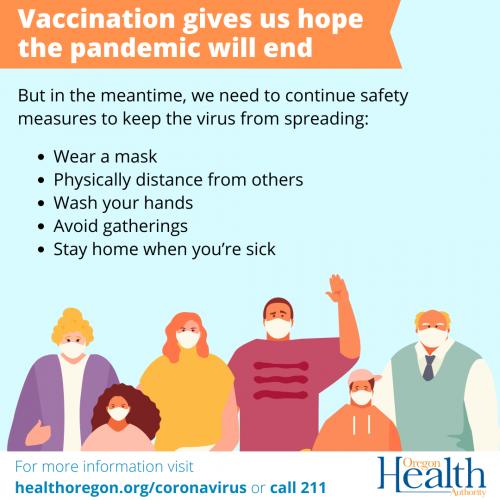 Vaccination gives us hope
the pandemic will end
But in the meantime, we need to continue safety
measures to keep the virus from spreading:
• Wear a mask
• Physically distance from others
• Wash your hands
• Avoid gatherings
• Stay home when you’re sick
For more information visit
healthoregon.org/coronavirus or call 211
Oregon
Health
Authority